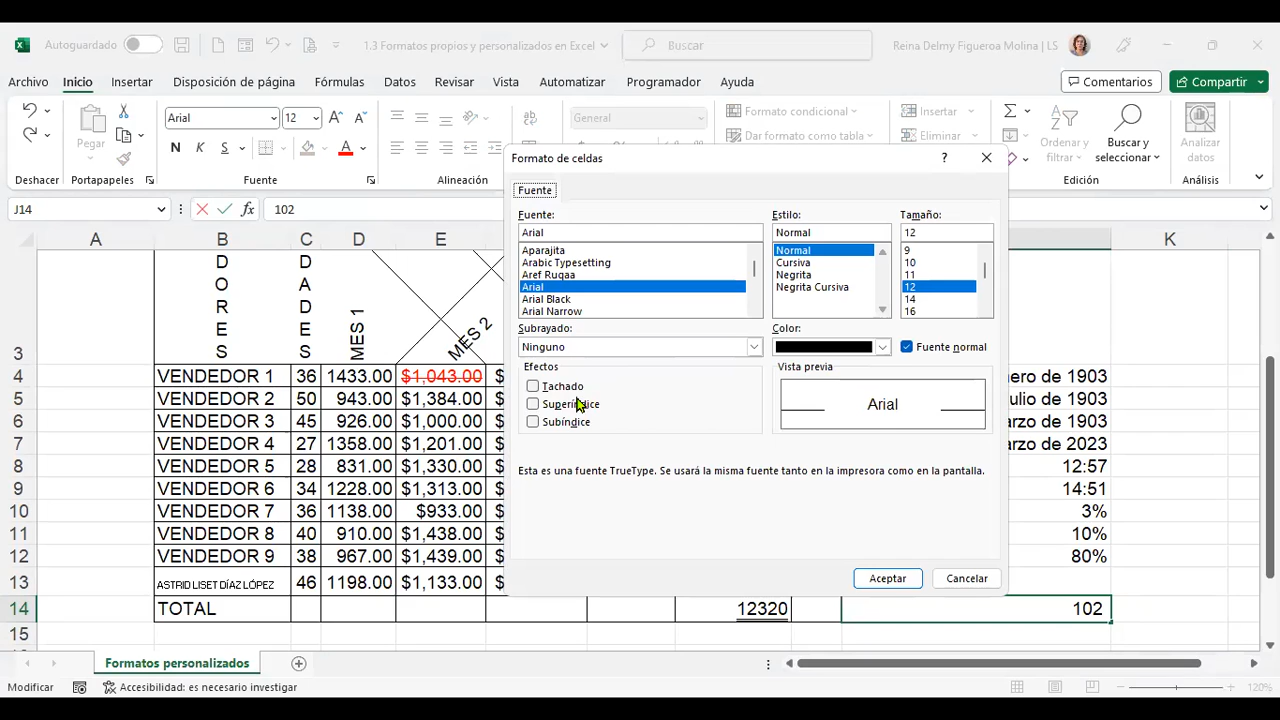 Autoguardado
1.3 Formatos propios y personalizados en Excel
Buscar
Reina Delmy Figueroa Molina | LS
Archivo Inicio Insertar Disposición de página Fórmulas Datos Revisar Vista Automatizar Programador Ayuda
Comentarios Compartir
Pegar
Arial 12
N K S
A
General
Formato condicional
Dar formato como tabla
Insertar
Eliminar
Ordenar y filtrar
Buscar y seleccionar
Analizar datos
Deshacer Portapapeles Fuente Alineación Edición Análisis
J14 fx 102
A B C D E K
3
D O R E S
D A D E S
MES 1
MES 2
4 VENDEDOR 1 36 1433.00 $1,043.00 $ nero de 1903
5 VENDEDOR 2 50 943.00 $1,384.00 $ ulio de 1903
6 VENDEDOR 3 45 926.00 $1,000.00 $ arzo de 1903
7 VENDEDOR 4 27 1358.00 $1,201.00 $ arzo de 2023
8 VENDEDOR 5 28 831.00 $1,330.00 $ 12:57
9 VENDEDOR 6 34 1228.00 $1,313.00 $ 14:51
10 VENDEDOR 7 36 1138.00 $933.00 $ 3%
11 VENDEDOR 8 40 910.00 $1,438.00 $ 10%
12 VENDEDOR 9 38 967.00 $1,439.00 $ 80%
13 ASTRID LISET DÍAZ LÓPEZ 46 1198.00 $1,133.00 $
14 TOTAL 12320 102
15
Formato de celdas ?
Fuente
Fuente: Estilo: Tamaño:
Arial Normal 12
Aparajita Normal 9
Arabic Typesetting Cursiva 10
Aref Ruqaa Negrita 11
Arial Negrita Cursiva 12
Arial Black 14
Arial Narrow 16
Subrayado: Color:
Ninguno Fuente normal
Efectos Vista previa
Tachado
Superíndice
Subíndice
Arial
Esta es una fuente TrueType. Se usará la misma fuente tanto en la impresora como en la pantalla.
Aceptar Cancelar
Formatos personalizados
Modificar Accesibilidad: es necesario investigar 120%